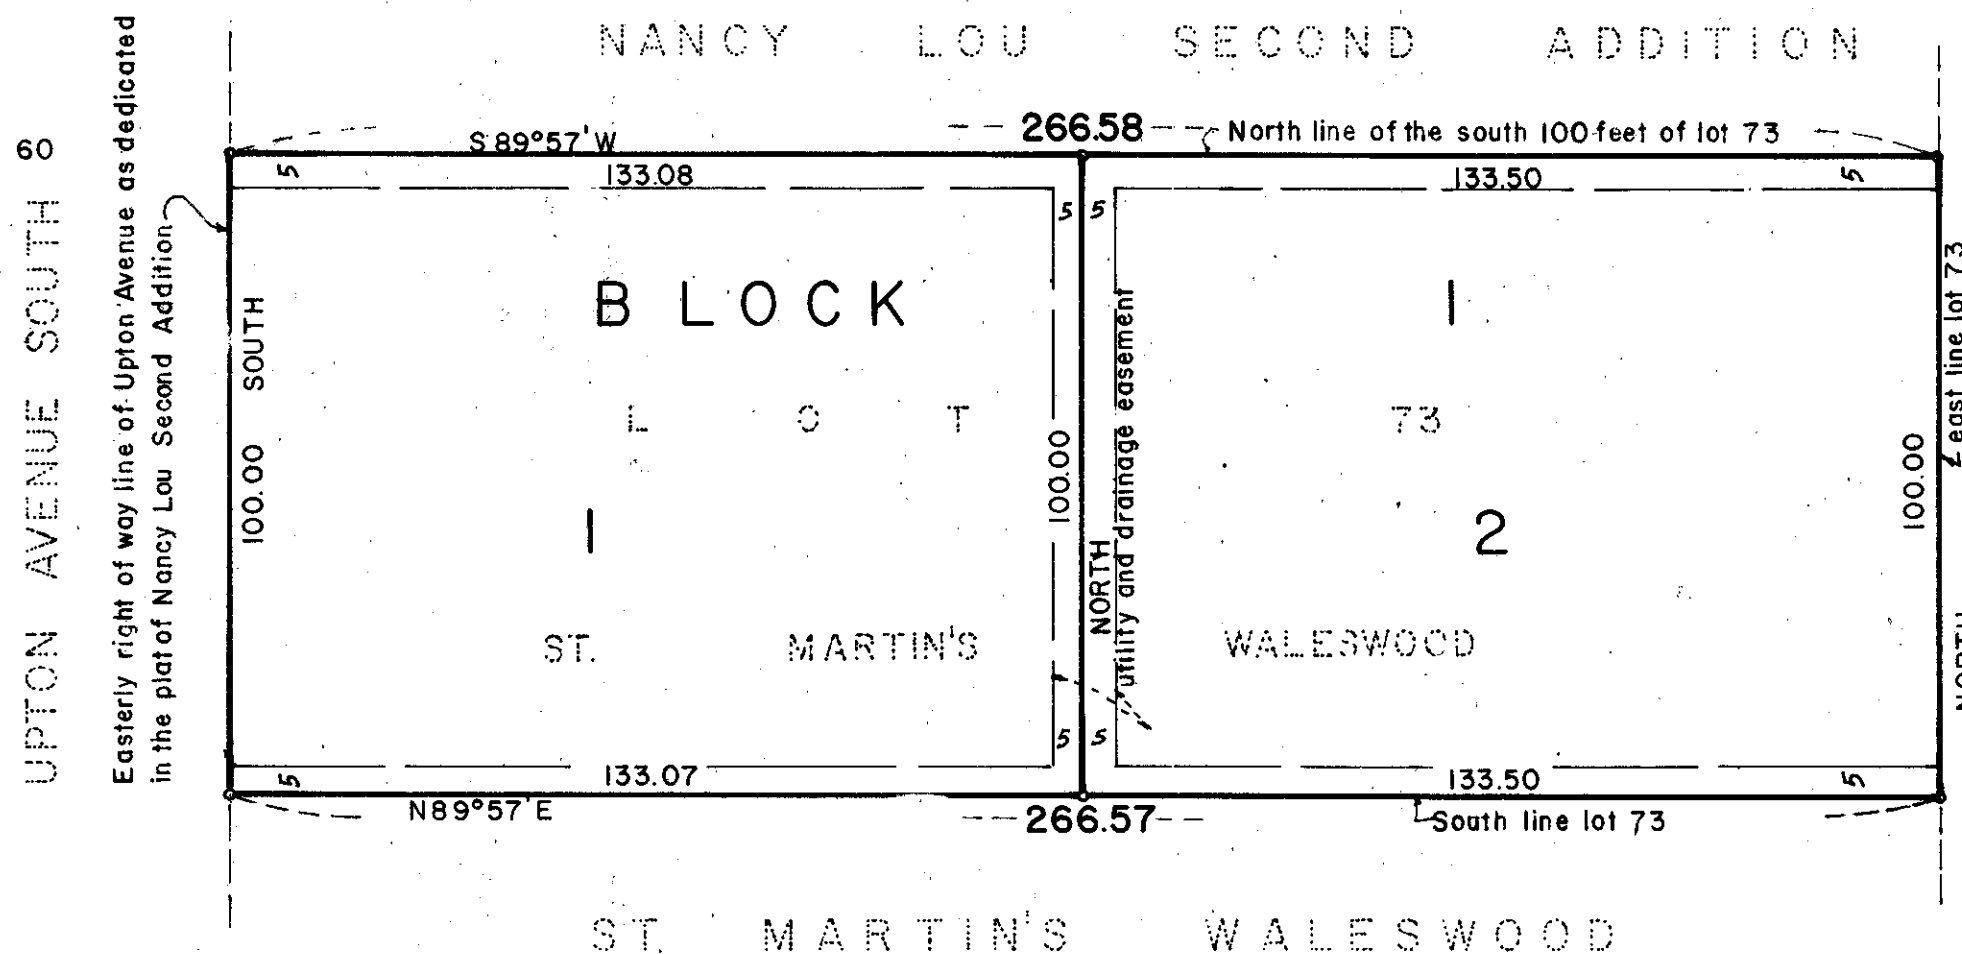 NANCY LOU SECOND ADDITION
60
UPTON AVENUE SOUTH
Easterly right of way line of Upton Avenue as dedicated
in the plat of Nancy Lou Second Addition
S 89°57' W
266.58
North line of the south 100 feet of lot 73
5
133.08
5 5
133.50
5
BLOCK 1
100.00 SOUTH
LOT 73
1
2
100.00
NORTH
utility and drainage easement
100.00
east line lot 73
NORTH
ST. MARTIN'S WALESWOOD
5
133.07
5 5
133.50
5
N89°57' E
266.57
South line lot 73
ST. MARTIN'S WALESWOOD